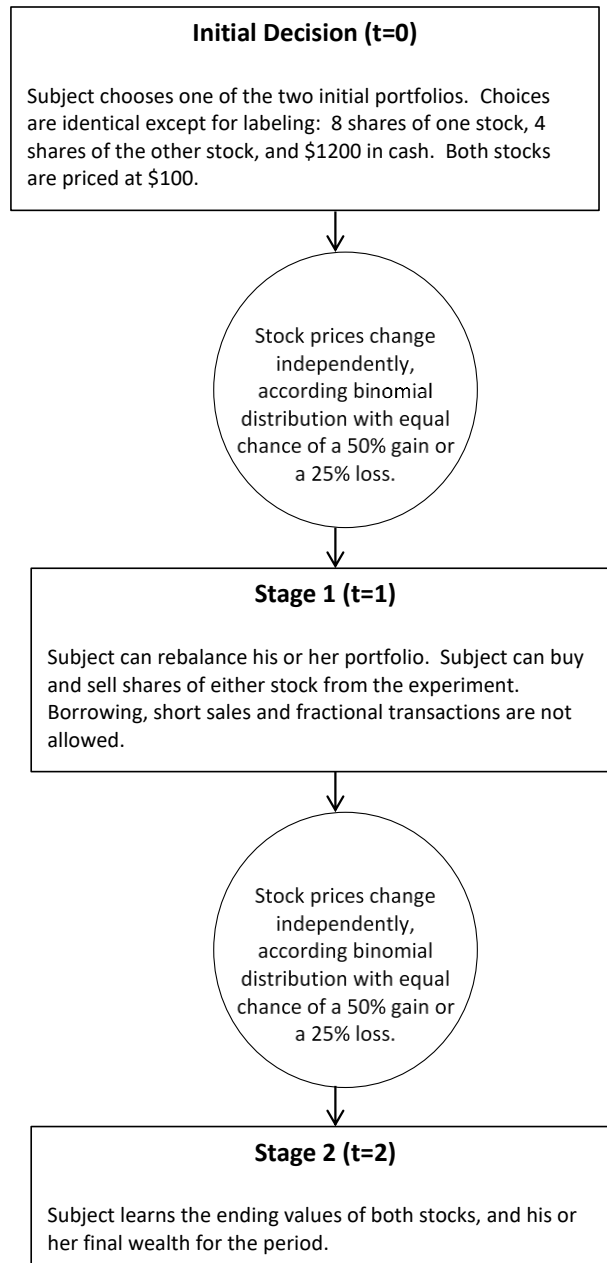 Initial Decision (t=0)
Subject chooses one of the two initial portfolios. Choices
are identical except for labeling: 8 shares of one stock, 4
shares of the other stock, and $1200 in cash. Both stocks
are priced at $100.
Stock prices change
independently,
according binomial
distribution with equal
chance of a 50% gain or
a 25% loss.
Stage 1 (t=1)
Subject can rebalance his or her portfolio. Subject can buy
and sell shares of either stock from the experiment.
Borrowing, short sales and fractional transactions are not
allowed.
Stock prices change
independently,
according binomial
distribution with equal
chance of a 50% gain or
a 25% loss.
Stage 2 (t=2)
Subject learns the ending values of both stocks, and his or
her final wealth for the period.